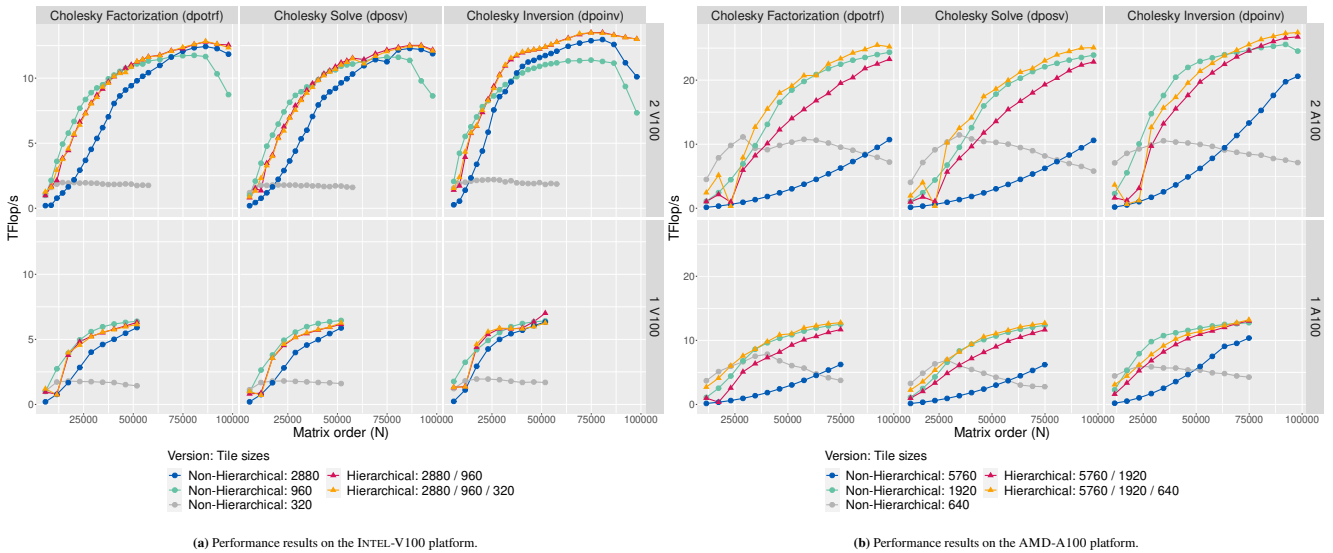 Cholesky Factorization (dpotrf) Cholesky Solve (dposv) Cholesky Inversion (dpoinv)
10
5
0
2 V100
TFlop/s
10
5
0
1 V100
25000 50000 75000 100000 25000 50000 75000 100000 25000 50000 75000 100000
Matrix order (N)
Version: Tile sizes
Non-Hierarchical: 2880 Hierarchical: 2880 / 960
Non-Hierarchical: 960 Hierarchical: 2880 / 960 / 320
Non-Hierarchical: 320
(a) Performance results on the INTEL-V100 platform.
Cholesky Factorization (dpotrf) Cholesky Solve (dposv) Cholesky Inversion (dpoinv)
20
10
0
2 A100
TFlop/s
20
10
0
1 A100
25000 50000 75000 100000 25000 50000 75000 100000 25000 50000 75000 100000
Matrix order (N)
Version: Tile sizes
Non-Hierarchical: 5760 Hierarchical: 5760 / 1920
Non-Hierarchical: 1920 Hierarchical: 5760 / 1920 / 640
Non-Hierarchical: 640
(b) Performance results on the AMD-A100 platform.